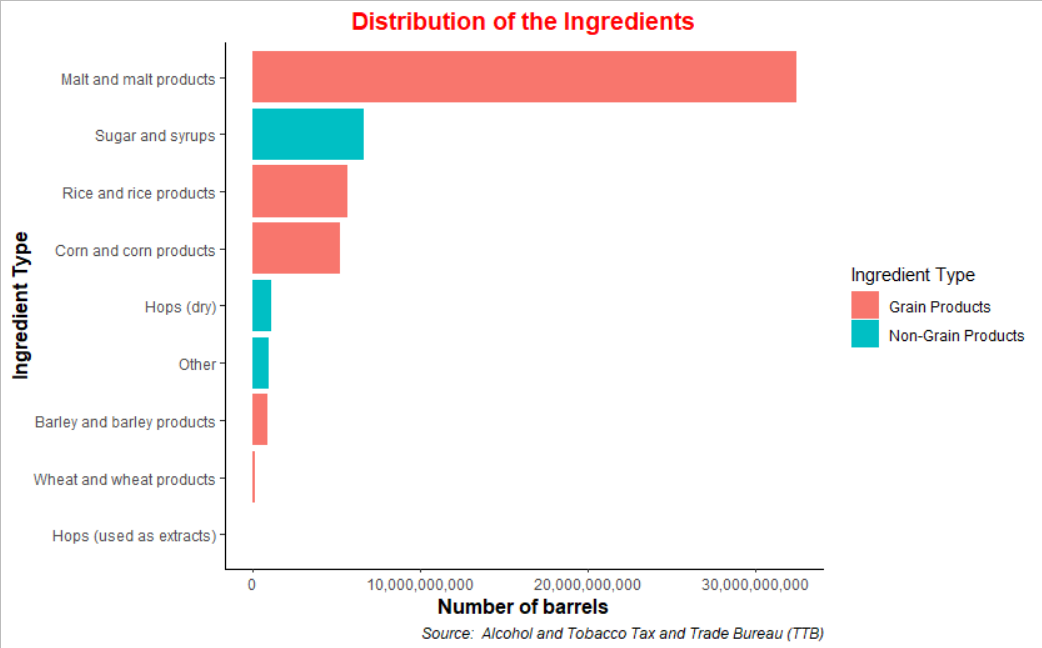 Distribution of the Ingredients
Ingredient Type
Malt and malt products
Sugar and syrups
Rice and rice products
Corn and corn products
Hops (dry)
Other
Barley and barley products
Wheat and wheat products
Hops (used as extracts)
0 10,000,000,000 20,000,000,000 30,000,000,000
Number of barrels
Source: Alcohol and Tobacco Tax and Trade Bureau (TTB)
Ingredient Type
Grain Products
Non-Grain Products